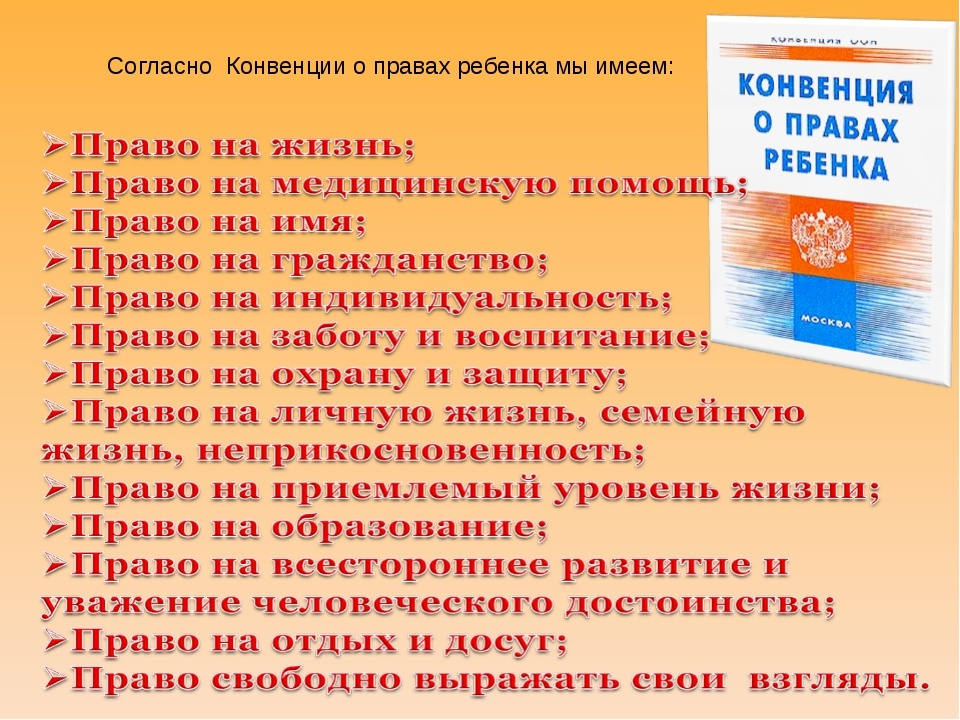 Согласно Конвенции о правах ребенка мы имеем:
КОНВЕНЦИЯ ООН
КОНВЕНЦИЯ
О ПРАВАХ
РЕБЕНКА
МОСКВА
➢Право на жизнь;
➢Право на медицинскую помощь;
➢Право на имя;
➢Право на гражданство;
➢Право на индивидуальность;
➢Право на заботу и воспитание;
➢Право на охрану и защиту;
➢Право на личную жизнь, семейную
жизнь, неприкосновенность;
➢Право на приемлемый уровень жизни;
➢Право на образование;
➢Право на всестороннее развитие и
уважение человеческого достоинства;
➢Право на отдых и досуг;
➢Право свободно выражать свои взгляды.